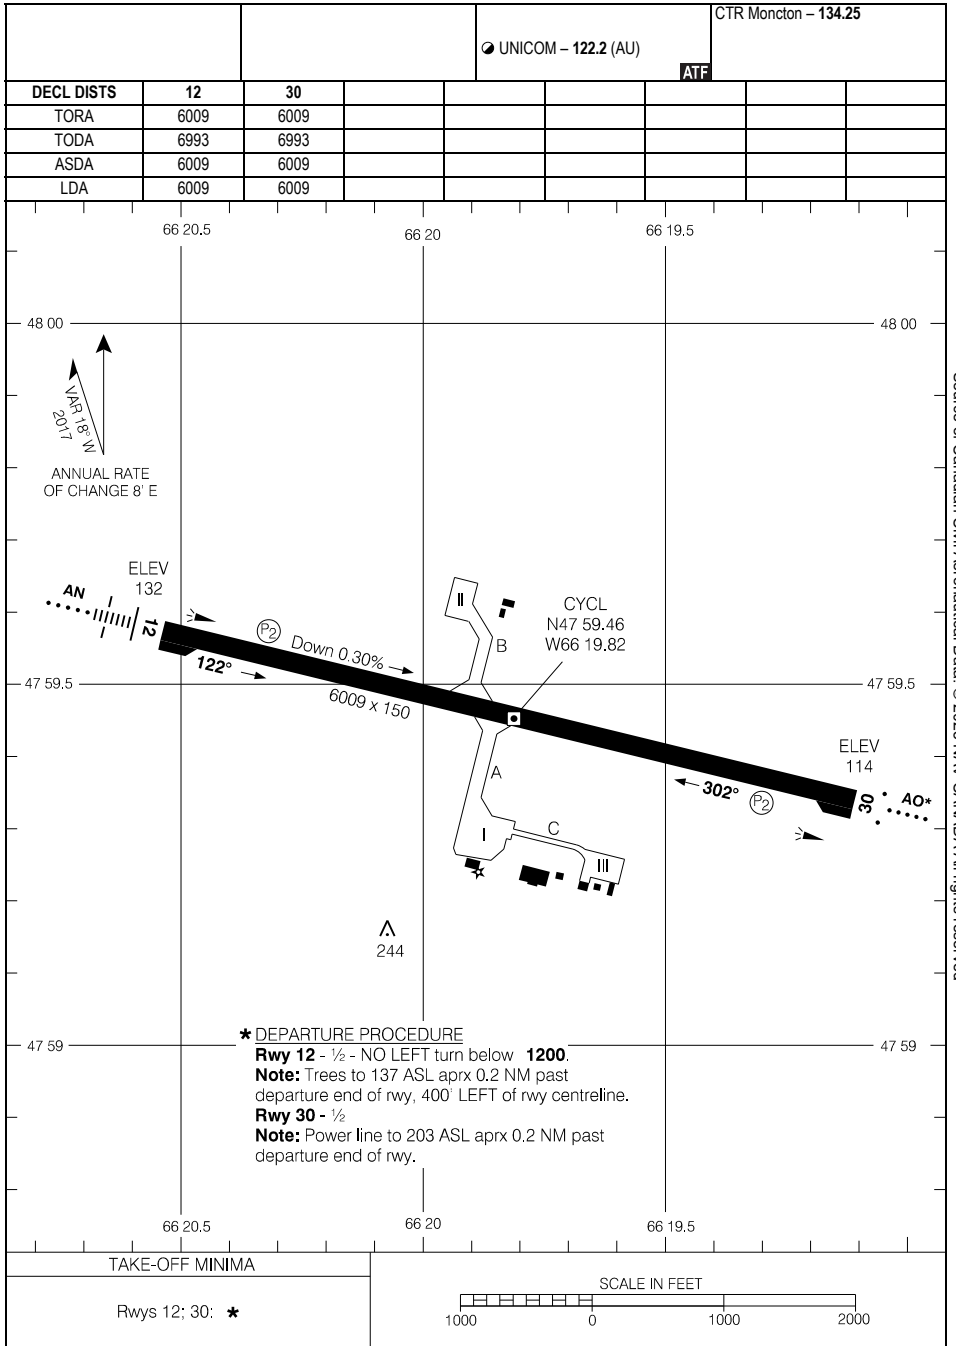 CTR Moncton – 134.25
UNICOM – 122.2 (AU)
ATF
DECL DISTS 12 30
TORA 6009 6009
TODA 6993 6993
ASDA 6009 6009
LDA 6009 6009
66 20.5 66 20 66 19.5
48 00 48 00
VAR 18° W
2017
ANNUAL RATE
OF CHANGE 8' E
ELEV
132
AN
12
P2
Down 0.30%
122°
6009 x 150
II
B
CYCL
N47 59.46
W66 19.82
47 59.5 47 59.5
ELEV
114
A
302°
P2
30
AO*
I
C
III
244
* DEPARTURE PROCEDURE
47 59 47 59
Rwy 12 - ½ - NO LEFT turn below 1200.
Note: Trees to 137 ASL aprx 0.2 NM past
departure end of rwy, 400' LEFT of rwy centreline.
Rwy 30 - ½
Note: Power line to 203 ASL aprx 0.2 NM past
departure end of rwy.
66 20.5 66 20 66 19.5
TAKE-OFF MINIMA
Rwys 12; 30: *
SCALE IN FEET
1000 0 1000 2000